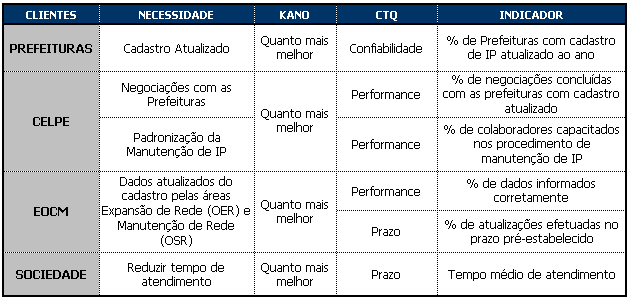 CLIENTES NECESSIDADE KANO CTQ INDICADOR
PREFEITURAS
Cadastro Atualizado
Quanto mais
melhor
Confiabilidade
% de Prefeituras com cadastro
de IP atualizado ao ano
CELPE
Negociações com as
Prefeituras
Quanto mais
melhor
Performance
% de negociações concluídas
com as prefeituras com cadastro
atualizado
Padronização da
Manutenção de IP
Performance
% de colaboradores capacitados
nos procedimento de
manutenção de IP
EOCM
Dados atualizados do
cadastro pelas áreas
Expansão de Rede (OER) e
Manutenção de Rede
(OSR)
Quanto mais
melhor
Performance
% de dados informados
corretamente
Prazo
% de atualizações efetuadas no
prazo pré-estabelecido
SOCIEDADE
Reduzir tempo de
atendimento
Quanto mais
melhor
Prazo
Tempo médio de atendimento